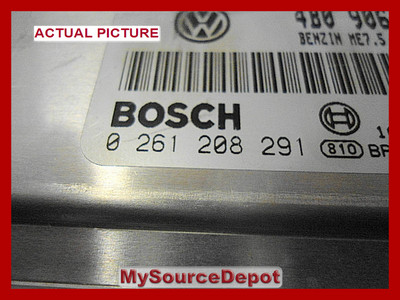 ACTUAL PICTURE
4B0 906
BENZIN ME7.5
BOSCH
0 261 208 291
810
MySourceDepot